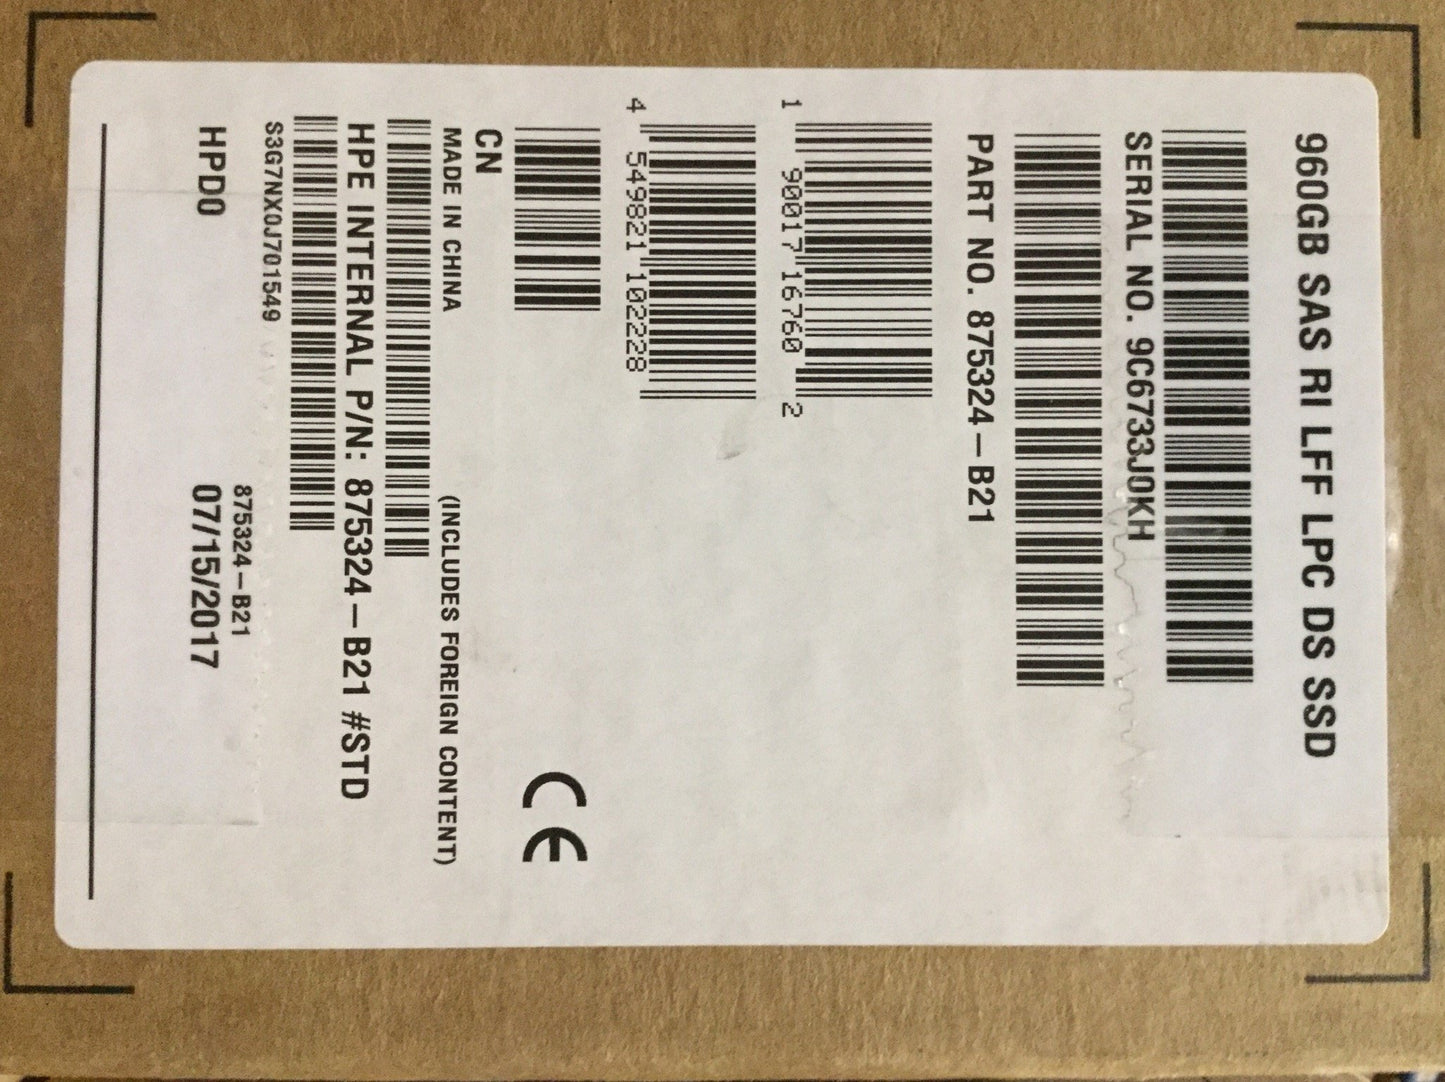 960GB SAS RI LFF LPC DS SSD
SERIAL NO. 9C6733J0KH
PART NO. 875324-B21
1 90017 16760 2
4 549821 102228
CN
MADE IN CHINA (INCLUDES FOREIGN CONTENT)
HPE INTERNAL P/N: 875324-B21 #STD
S3G7NX0J701549
875324-B21
HPD0 07/15/2017
CE